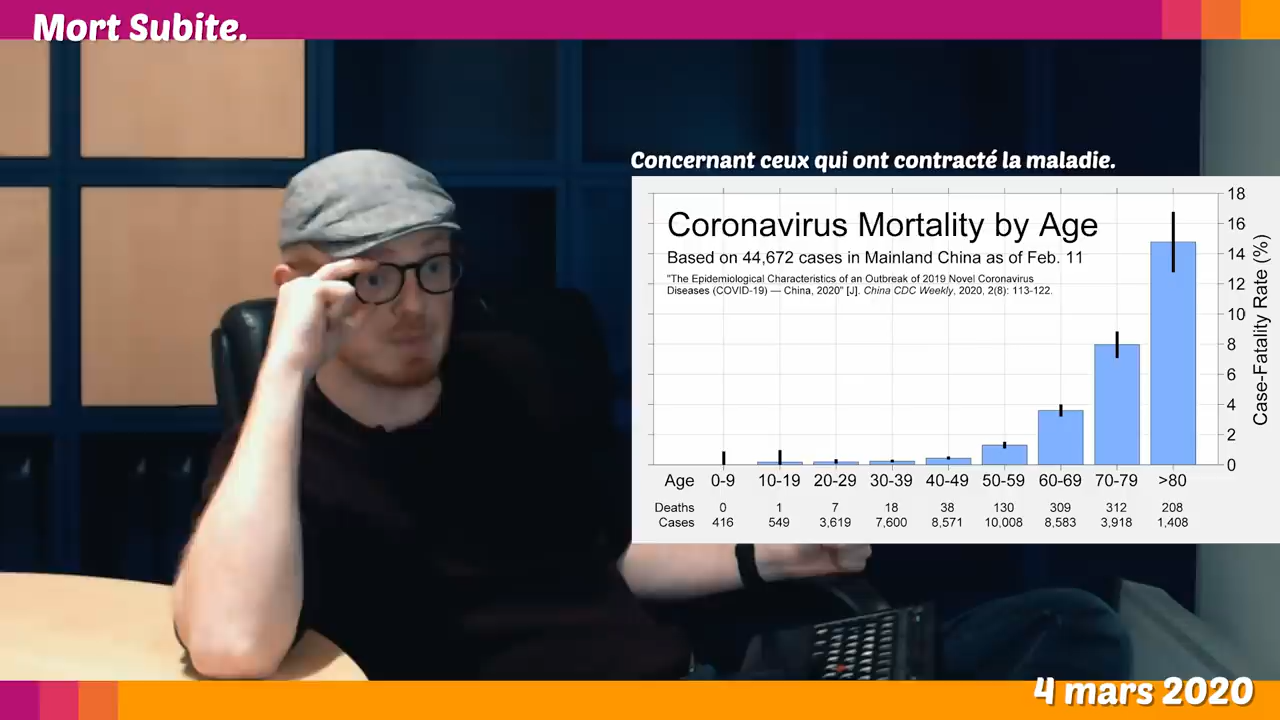 Mort Subite.
Concernant ceux qui ont contracté la maladie.
Coronavirus Mortality by Age
Based on 44,672 cases in Mainland China as of Feb. 11
"The Epidemiological Characteristics of an Outbreak of 2019 Novel Coronavirus
Diseases (COVID-19) — China, 2020" [J]. China CDC Weekly, 2020, 2(8): 113-122.
18
16
14
12
10
8
6
4
2
0
Case-Fatality Rate (%)
Age 0-9 10-19 20-29 30-39 40-49 50-59 60-69 70-79 >80
Deaths 0 1 7 18 38 130 309 312 208
Cases 416 549 3,619 7,600 8,571 10,008 8,583 3,918 1,408
4 mars 2020